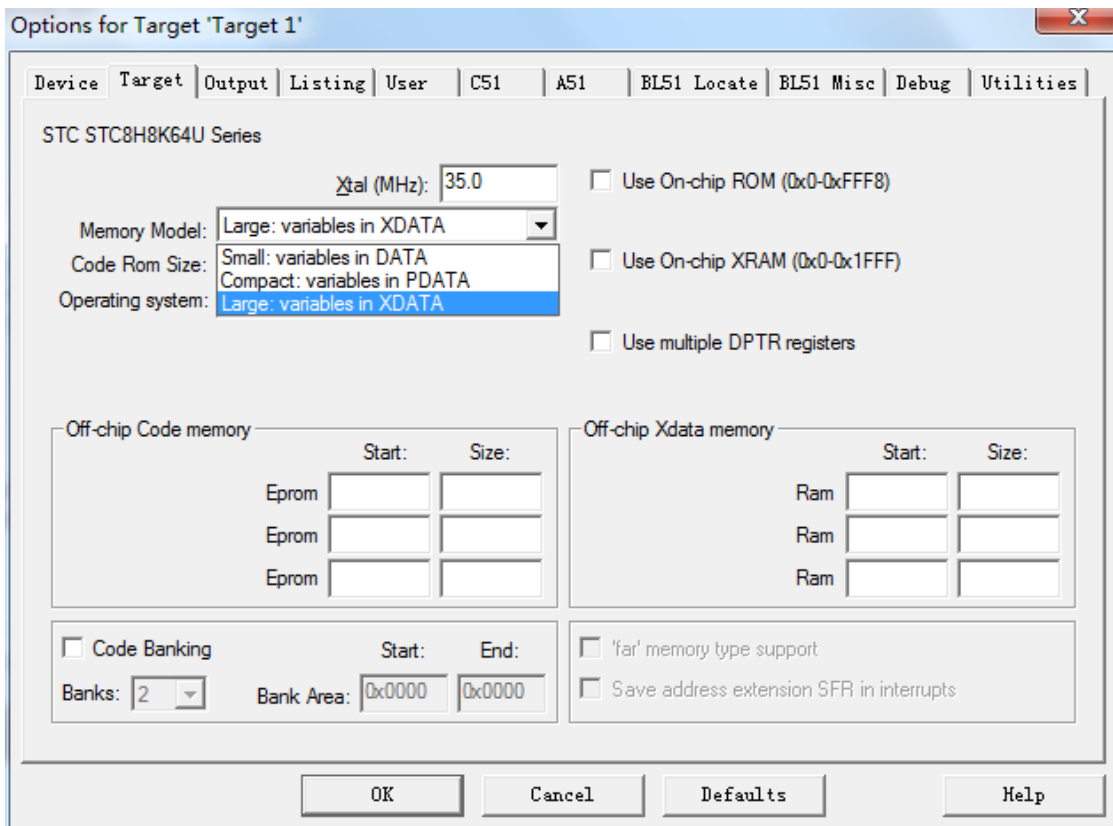 Options for Target 'Target 1'
x
Device Target Output Listing User C51 A51 BL51 Locate BL51 Misc Debug Utilities
STC STC8H8K64U Series
Xtal (MHz): 35.0
Use On-chip ROM (0x0-0xFFF8)
Memory Model: Large: variables in XDATA
Small: variables in DATA
Code Rom Size:
Compact: variables in PDATA
Use On-chip XRAM (0x0-0x1FFF)
Operating system:
Large: variables in XDATA
Use multiple DPTR registers
Off-chip Code memory
Start: Size:
Eprom
Eprom
Eprom
Off-chip Xdata memory
Start: Size:
Ram
Ram
Ram
Code Banking Start: End:
Banks: 2 Bank Area: 0x0000 0x0000
'far' memory type support
Save address extension SFR in interrupts
OK Cancel Defaults Help